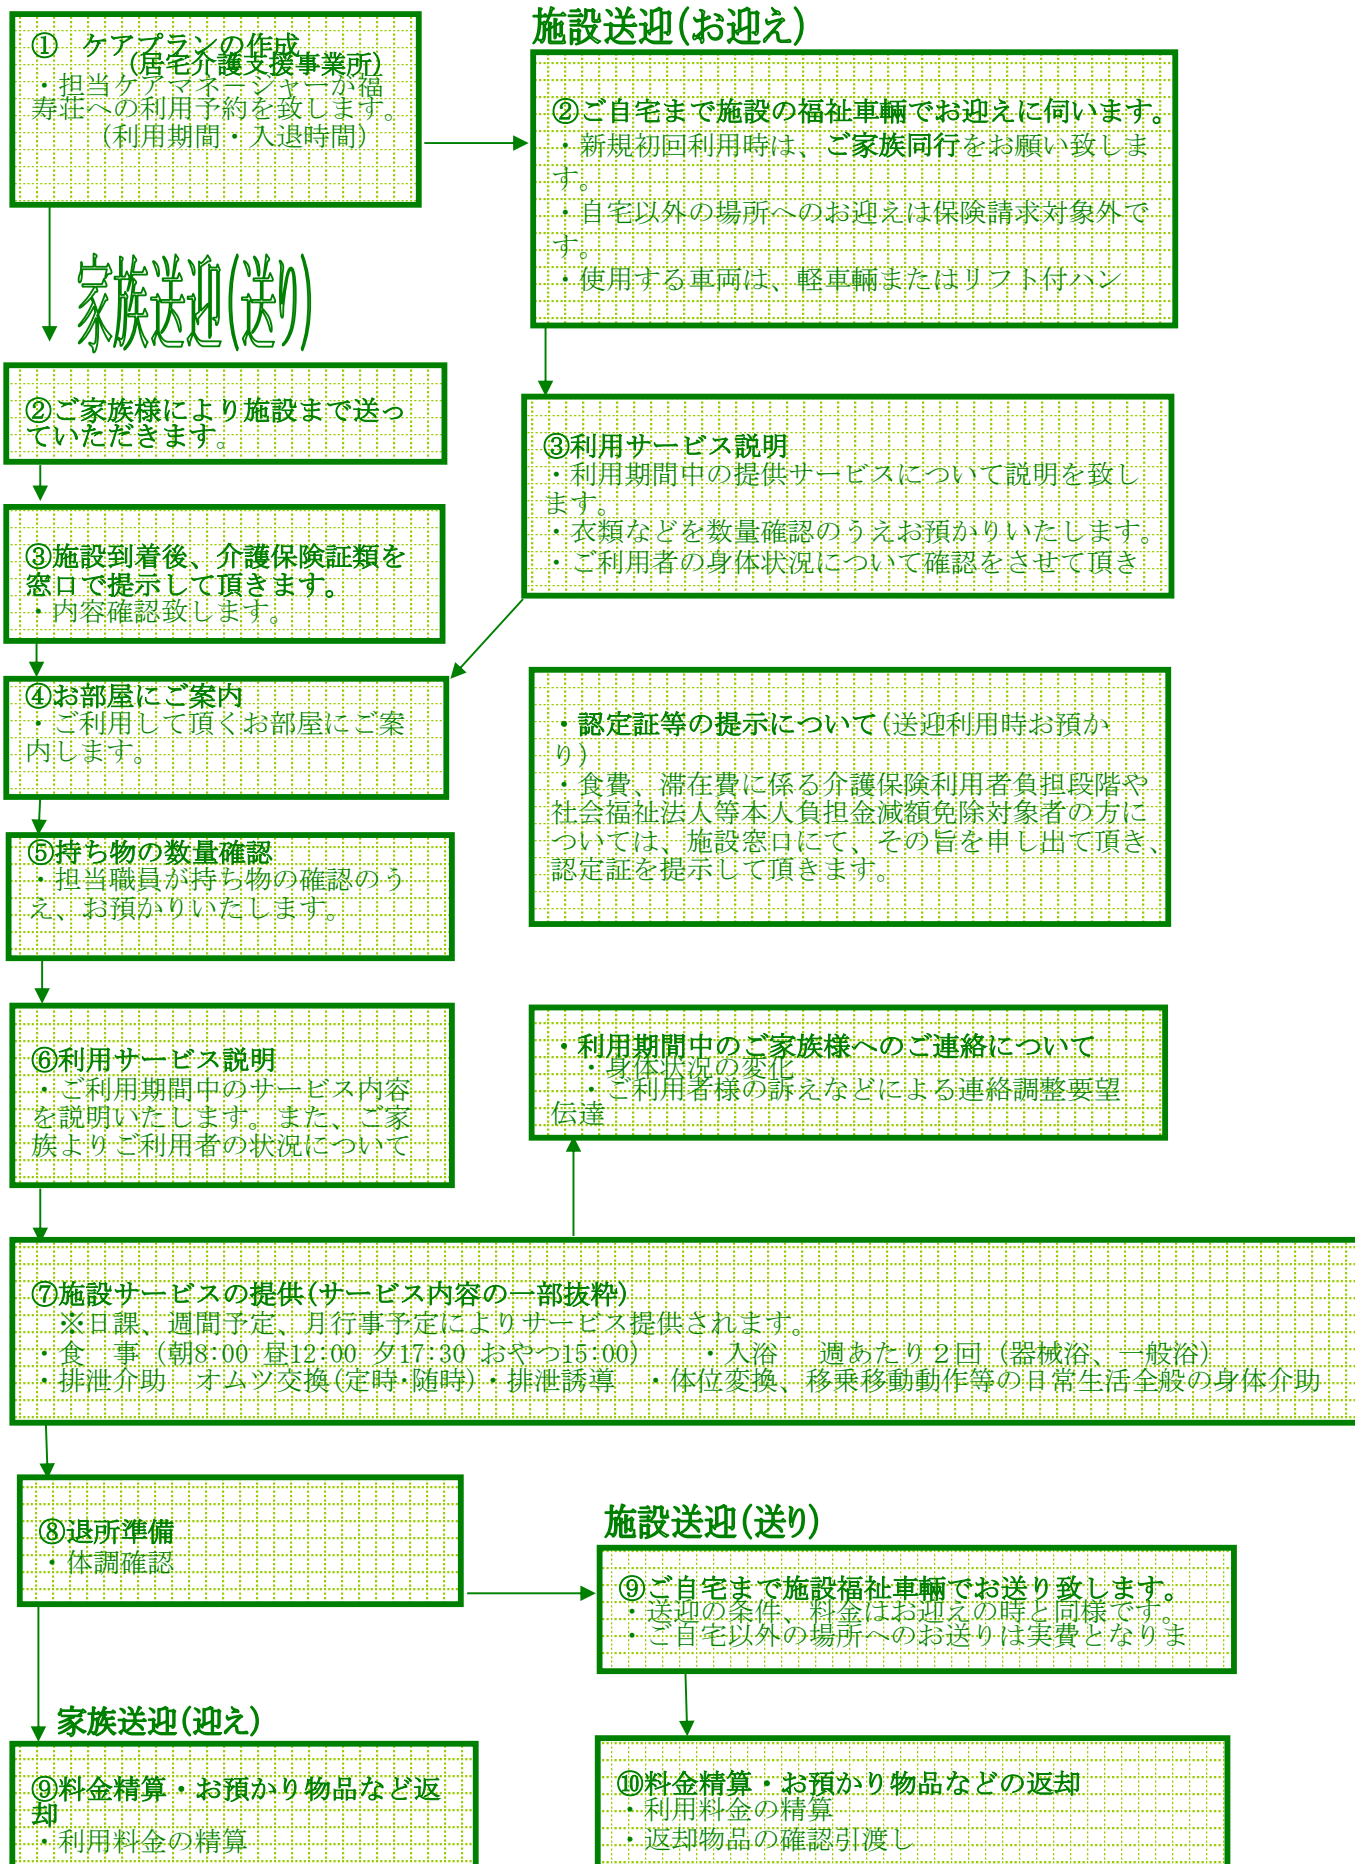 ① ケアプランの作成
(居宅介護支援事業所)
・担当ケアマネージャーが福
寿荘への利用予約を致します。
(利用期間・入退時間)
施設送迎(お迎え)
②ご自宅まで施設の福祉車輛でお迎えに伺います。
・新規初回利用時は、ご家族同行をお願い致しま
す。
・自宅以外の場所へのお迎えは保険請求対象外で
す。
・使用する車両は、軽車輛またはリフト付ハン
家族送迎(送り)
②ご家族様により施設まで送っ
ていただきます。
③施設到着後、介護保険証類を
窓口で提示して頂きます。
・内容確認致します。
③利用サービス説明
・利用期間中の提供サービスについて説明を致し
ます。
・衣類などを数量確認のうえお預かりいたします。
・ご利用者の身体状況について確認をさせて頂き
④お部屋にご案内
・ご利用して頂くお部屋にご案
内します。
・認定証等の提示について(送迎利用時お預か
り)
・食費、滞在費に係る介護保険利用者負担段階や
社会福祉法人等本人負担金減額免除対象者の方に
ついては、施設窓口にて、その旨を申し出て頂き、
認定証を提示して頂きます。
⑤持ち物の数量確認
・担当職員が持ち物の確認のう
え、お預かりいたします。
⑥利用サービス説明
・ご利用期間中のサービス内容
を説明いたします。また、ご家
族よりご利用者の状況について
・利用期間中のご家族様へのご連絡について
・身体状況の変化
・ご利用者様の訴えなどによる連絡調整要望
伝達
⑦施設サービスの提供(サービス内容の一部抜粋)
※日課、週間予定、月行事予定によりサービス提供されます。
・食 事 (朝8:00 昼12:00 夕17:30 おやつ15:00) ・入浴 週あたり２回 (器械浴、一般浴)
・排泄介助 オムツ交換(定時・随時)・排泄誘導 ・体位変換、移乗移動動作等の日常生活全般の身体介助
⑧退所準備
・体調確認
施設送迎(送り)
⑨ご自宅まで施設福祉車輛でお送り致します。
・送迎の条件、料金はお迎えの時と同様です。
・ご自宅以外の場所へのお送りは実費となりま
家族送迎(迎え)
⑨料金精算・お預かり物品など返
却
・利用料金の精算
⑩料金精算・お預かり物品などの返却
・利用料金の精算
・返却物品の確認引渡し